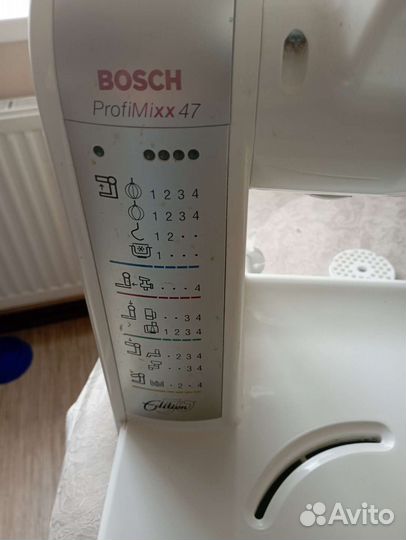 BOSCH
ProfiMixx 47
1 2 3 4
1 2 3 4
1 2 · ·
1 · · ·
· · · 4
· · 3 4
1 2 3 4
· 2 3 4
· · 3 4
· 2 · 4
Edition
Avito